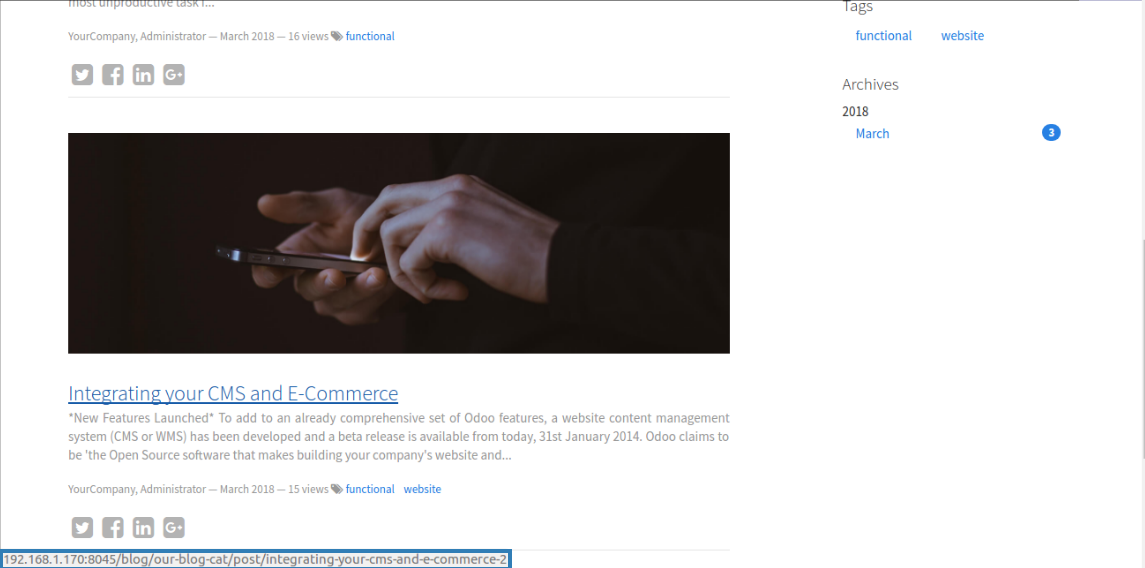 most unproductive task i...
YourCompany, Administrator — March 2018 — 16 views functional
Integrating your CMS and E-Commerce
*New Features Launched* To add to an already comprehensive set of Odoo features, a website content management
system (CMS or WMS) has been developed and a beta release is available from today, 31st January 2014. Odoo claims to
be 'the Open Source software that makes building your company's website and...
YourCompany, Administrator — March 2018 — 15 views functional website
Tags
functional website
Archives
2018
March 3
192.168.1.170:8045/blog/our-blog-cat/post/integrating-your-cms-and-e-commerce-2